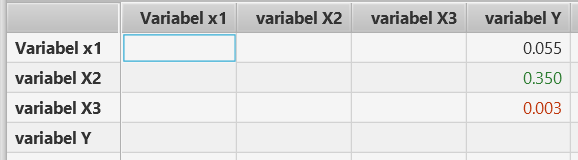 Variabel x1 variabel X2 variabel X3 variabel Y
Variabel x1 0.055
variabel X2 0.350
variabel X3 0.003
variabel Y